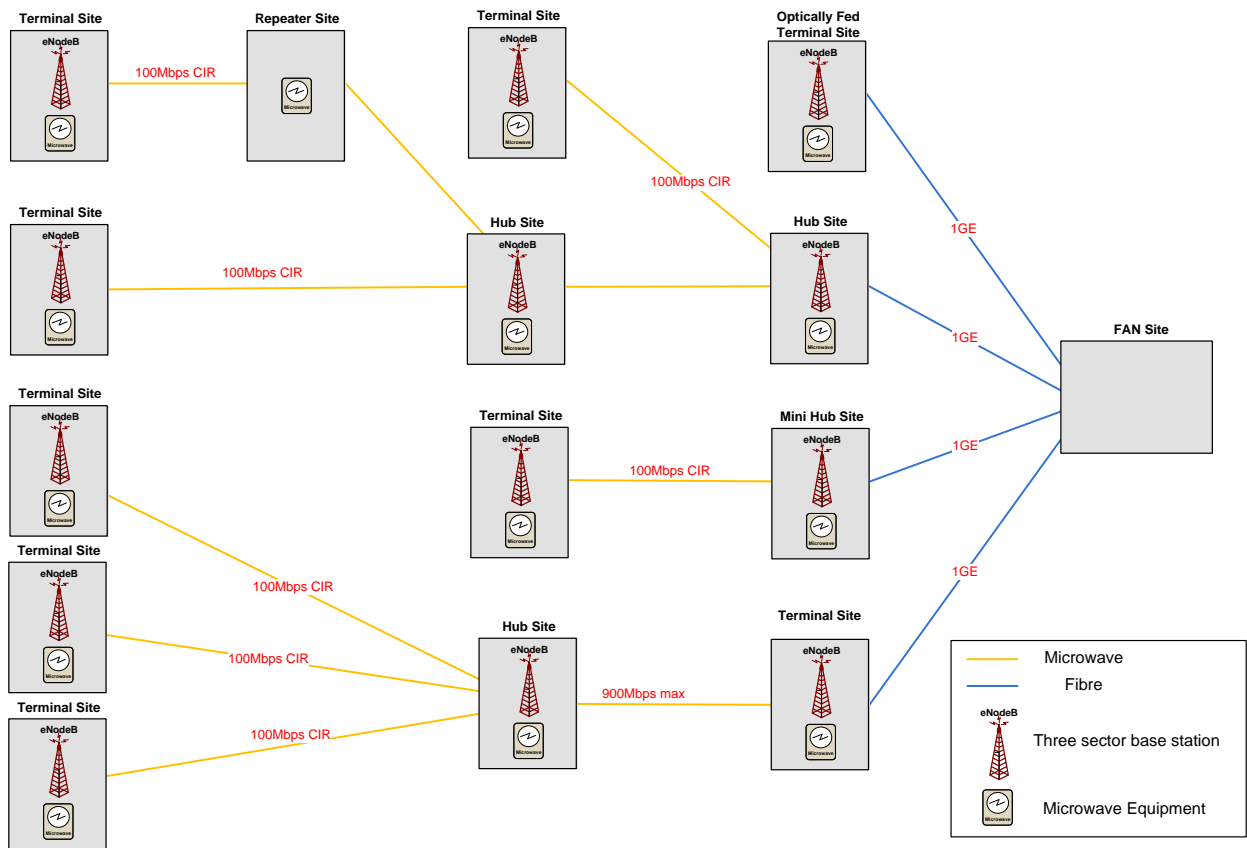 Terminal Site
Repeater Site
Terminal Site
Optically Fed
Terminal Site
eNodeB
Microwave
100Mbps CIR
Microwave
eNodeB
Microwave
100Mbps CIR
eNodeB
Microwave
1GE
Terminal Site
Hub Site
Hub Site
eNodeB
Microwave
100Mbps CIR
eNodeB
Microwave
eNodeB
Microwave
1GE
FAN Site
Terminal Site
Terminal Site
Mini Hub Site
eNodeB
Microwave
eNodeB
Microwave
100Mbps CIR
eNodeB
Microwave
1GE
Terminal Site
eNodeB
Microwave
100Mbps CIR
100Mbps CIR
1GE
Hub Site
Terminal Site
eNodeB
Microwave
900Mbps max
eNodeB
Microwave
Terminal Site
eNodeB
Microwave
100Mbps CIR
Microwave
Fibre
eNodeB
Three sector base station
Microwave
Microwave Equipment